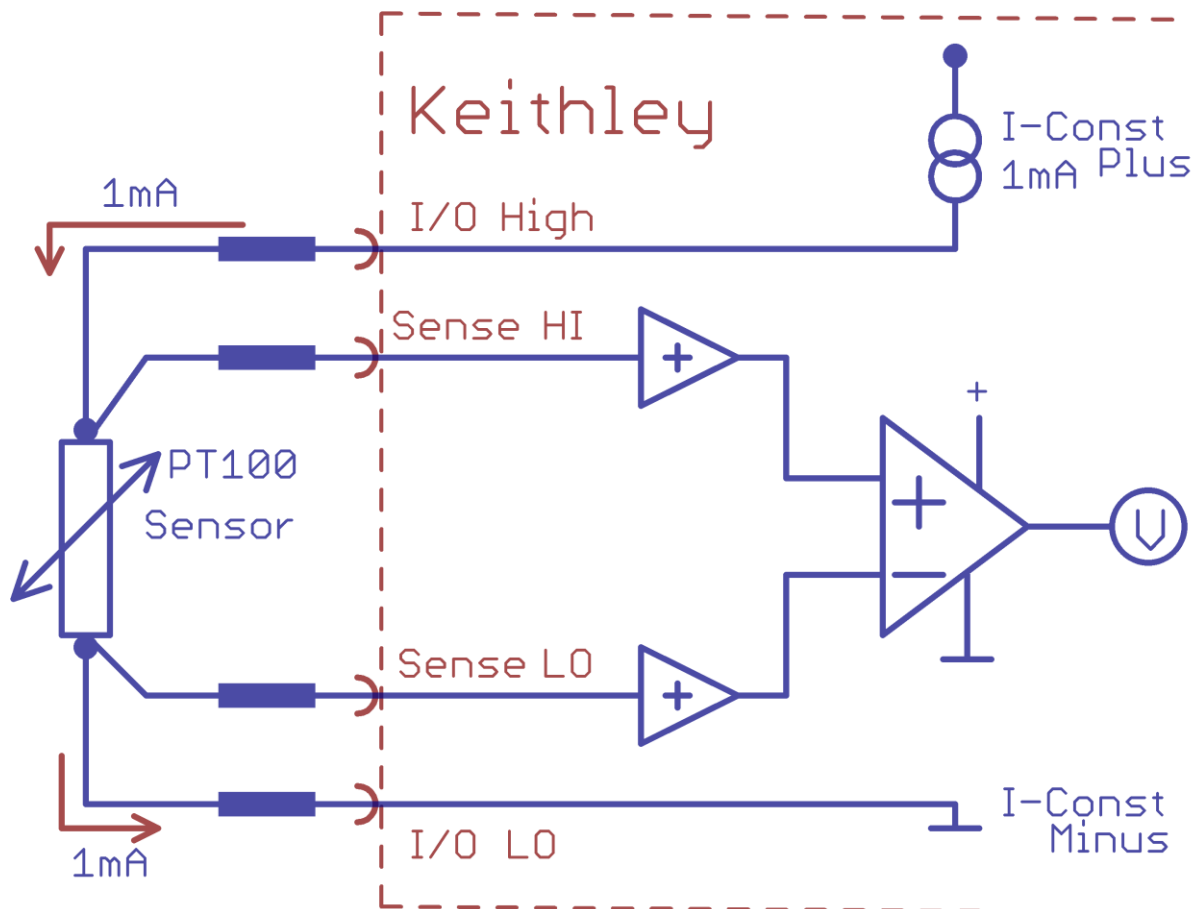 Keithley
I-Const
Plus
1mA
1mA
I/O High
Sense HI
+
+
PT100
Sensor
+
−
V
Sense LO
+
I/O LO
1mA
I-Const
Minus